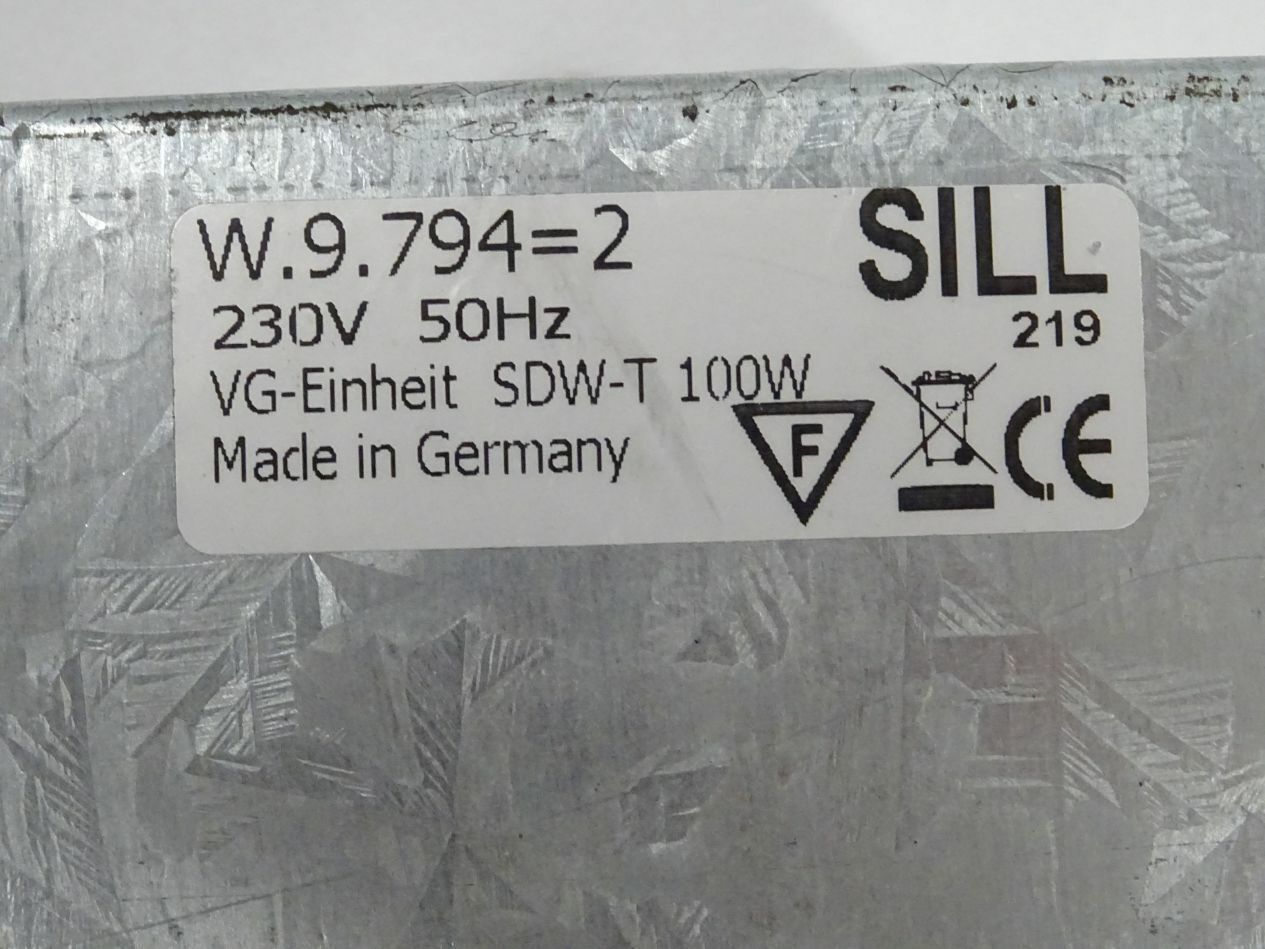 W.9.794=2
SILL
230V 50Hz
219
VG-Einheit SDW-T 100W
F
CE
Made in Germany